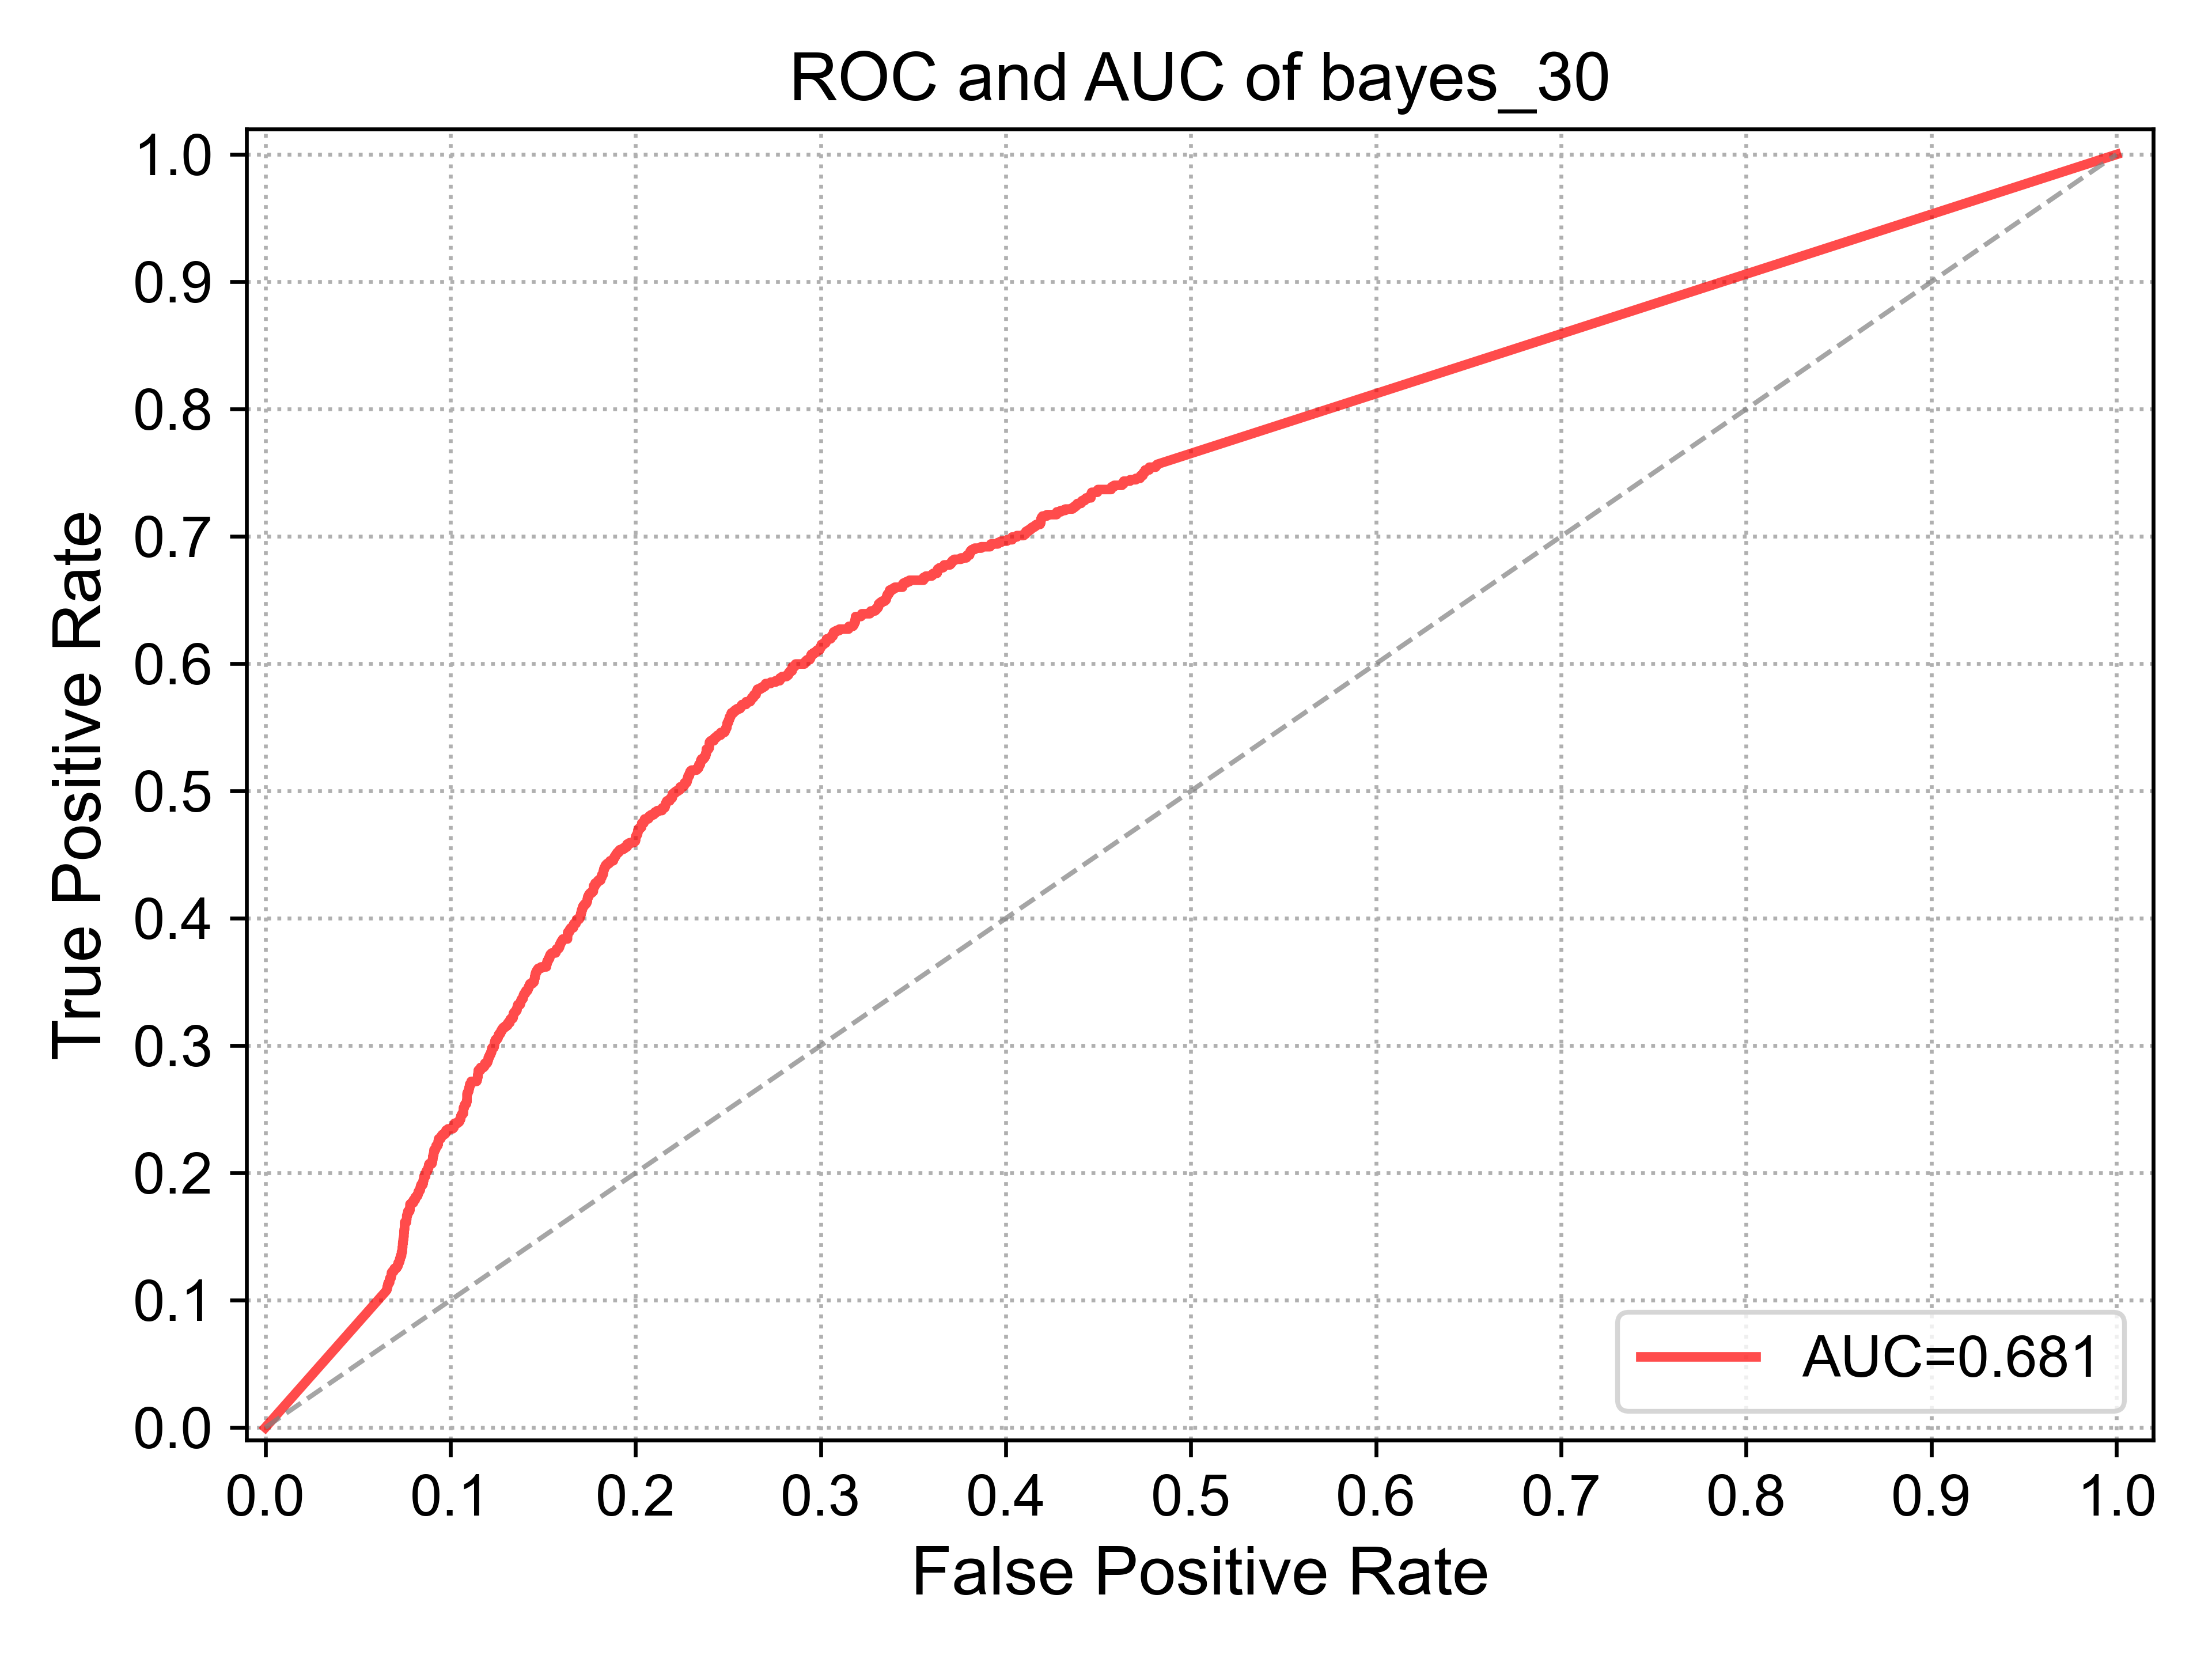 ROC and AUC of bayes_30
1.0
0.9
0.8
0.7
0.6
0.5
0.4
0.3
0.2
0.1
0.0
True Positive Rate
AUC=0.681
0.0 0.1 0.2 0.3 0.4 0.5 0.6 0.7 0.8 0.9 1.0
False Positive Rate